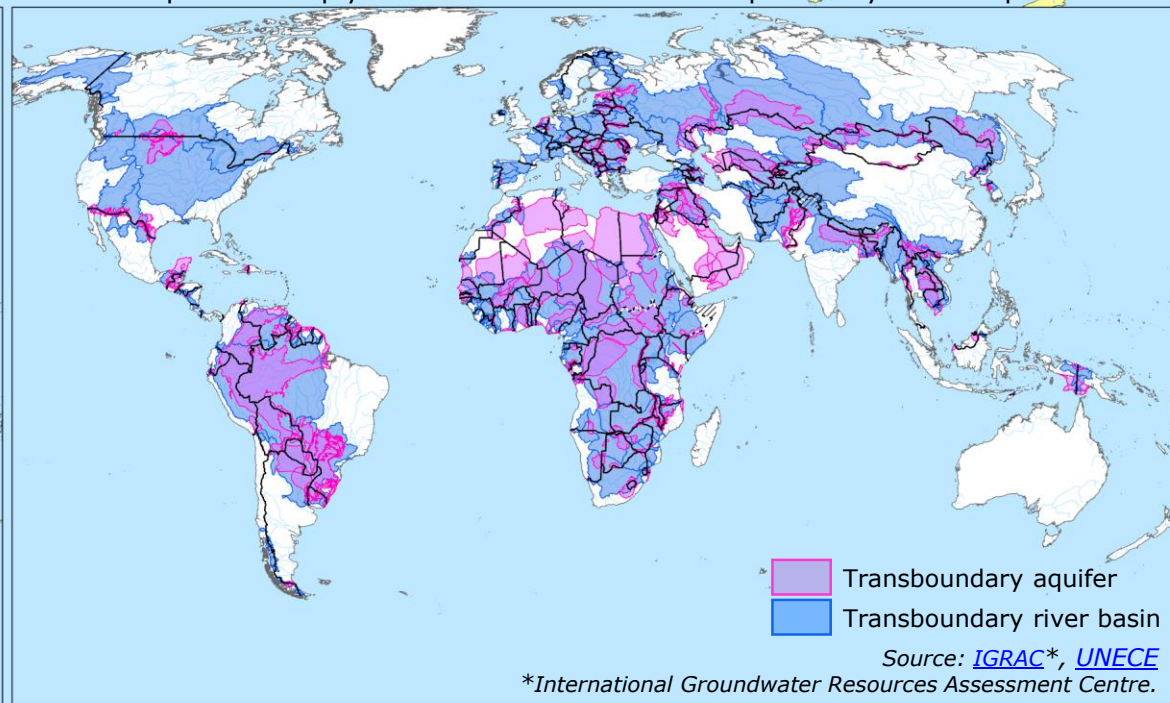 Transboundary aquifer
Transboundary river basin
Source: IGRAC*, UNECE
*International Groundwater Resources Assessment Centre.